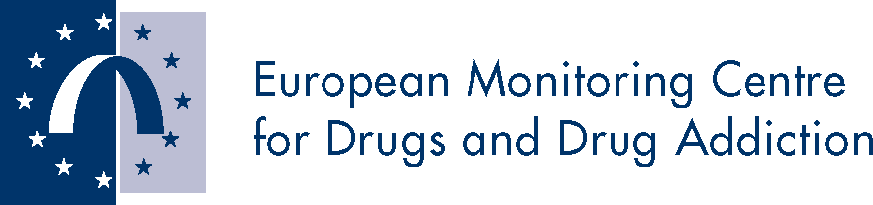 European Monitoring Centre
for Drugs and Drug Addiction